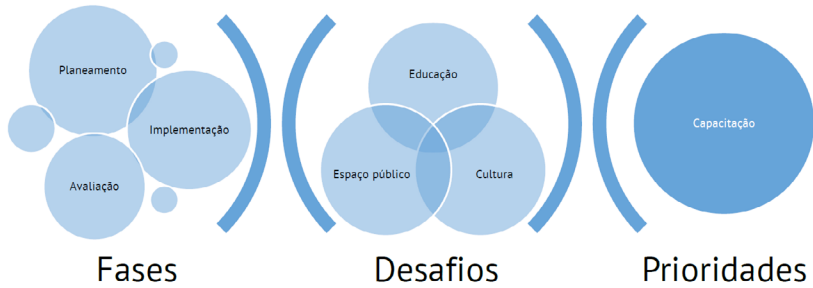 Planeamento
Implementação
Avaliação
Fases
Educação
Espaço público
Cultura
Desafios
Capacitação
Prioridades